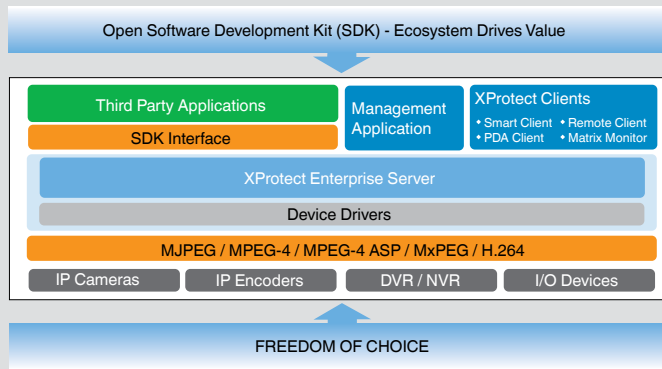 Open Software Development Kit (SDK) - Ecosystem Drives Value
Third Party Applications
SDK Interface
Management
Application
XProtect Clients
◆ Smart Client ◆ Remote Client
◆ PDA Client ◆ Matrix Monitor
XProtect Enterprise Server
Device Drivers
MJPEG / MPEG-4 / MPEG-4 ASP / MxPEG / H.264
IP Cameras
IP Encoders
DVR / NVR
I/O Devices
FREEDOM OF CHOICE